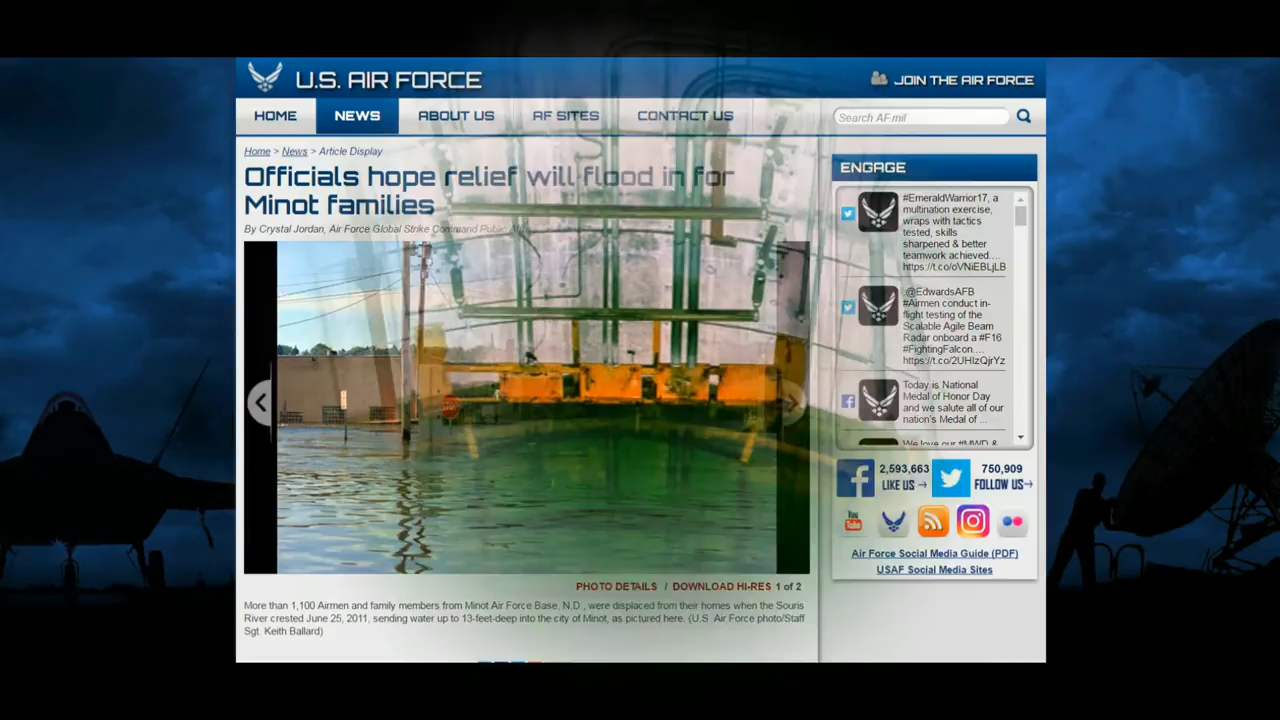 U.S. AIR FORCE
JOIN THE AIR FORCE
HOME
NEWS
ABOUT US
AF SITES
CONTACT US
Search AF.mil
Home > News > Article Display
Officials hope relief will flood in for
Minot families
By Crystal Jordan, Air Force Global Strike Command Public
PHOTO DETAILS / DOWNLOAD HI-RES 1 of 2
More than 1,100 Airmen and family members from Minot Air Force Base, N.D., were displaced from their homes when the Souris
River crested June 25, 2011, sending water up to 13-feet-deep into the city of Minot, as pictured here. (U.S. Air Force photo/Staff
Sgt. Keith Ballard)
ENGAGE
#EmeraldWarrior17, a
multination exercise,
wraps with tactics
tested, skills
sharpened & better
teamwork achieved....
https://t.co/oVNiEBLjLB
@EdwardsAFB
#Airmen conduct in-
flight testing of the
Scalable Agile Beam
Radar onboard a #F16
#FightingFalcon....
https://t.co/2UHIzQjrYz
Today is National
Medal of Honor Day
and we salute all of our
nation's Medal of ...
We love our #MWD &
2,593,663
LIKE US →
750,909
FOLLOW US→
You
Tube
Air Force Social Media Guide (PDF)
USAF Social Media Sites